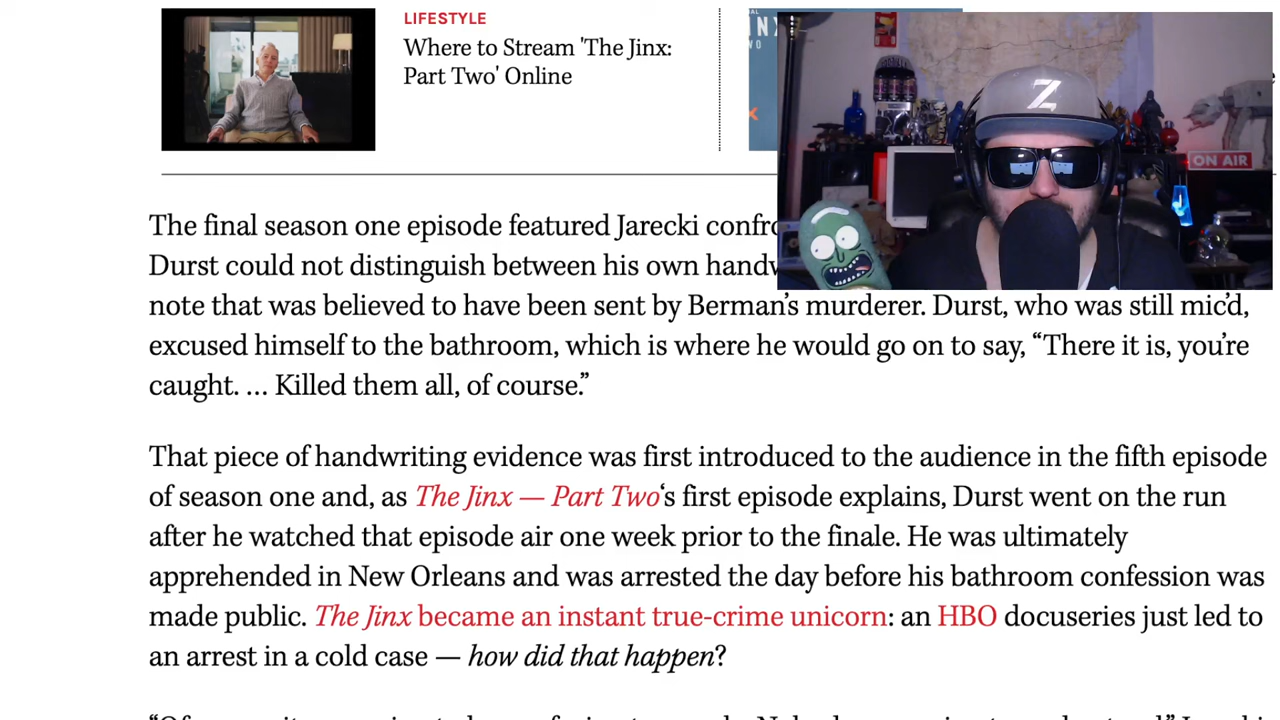 LIFESTYLE
Where to Stream 'The Jinx:
Part Two' Online
Z
ON AIR
The final season one episode featured Jarecki
Durst could not distinguish between his own
note that was believed to have been sent by Berman’s murderer. Durst, who was still mic’d,
excused himself to the bathroom, which is where he would go on to say, “There it is, you’re
caught. … Killed them all, of course.”
That piece of handwriting evidence was first introduced to the audience in the fifth episode
of season one and, as The Jinx — Part Two‘s first episode explains, Durst went on the run
after he watched that episode air one week prior to the finale. He was ultimately
apprehended in New Orleans and was arrested the day before his bathroom confession was
made public. The Jinx became an instant true-crime unicorn: an HBO docuseries just led to
an arrest in a cold case — how did that happen?